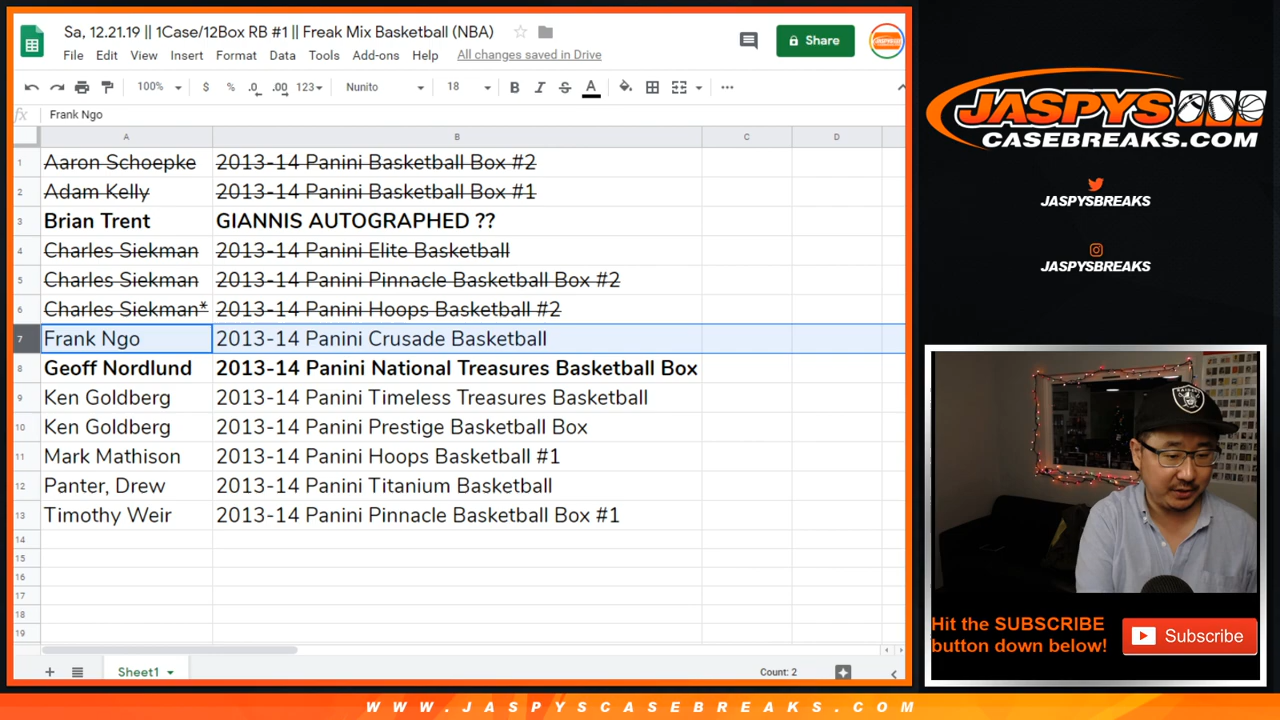 Sa, 12.21.19 || 1Case/12Box RB #1 || Freak Mix Basketball (NBA)
File Edit View Insert Format Data Tools Add-ons Help All changes saved in Drive
Share
100% $ % .0 .00 123 Nunito 18 B I S A
fx Frank Ngo
A B C D
1 Aaron Schoepke 2013-14 Panini Basketball Box #2
2 Adam Kelly 2013-14 Panini Basketball Box #1
3 Brian Trent GIANNIS AUTOGRAPHED ??
4 Charles Siekman 2013-14 Panini Elite Basketball
5 Charles Siekman 2013-14 Panini Pinnacle Basketball Box #2
6 Charles Siekman* 2013-14 Panini Hoops Basketball #2
7 Frank Ngo 2013-14 Panini Crusade Basketball
8 Geoff Nordlund 2013-14 Panini National Treasures Basketball Box
9 Ken Goldberg 2013-14 Panini Timeless Treasures Basketball
10 Ken Goldberg 2013-14 Panini Prestige Basketball Box
11 Mark Mathison 2013-14 Panini Hoops Basketball #1
12 Panter, Drew 2013-14 Panini Titanium Basketball
13 Timothy Weir 2013-14 Panini Pinnacle Basketball Box #1
14
15
16
17
18
19
Sheet1
Count: 2
JASPYS
CASEBREAKS.COM
JASPYSBREAKS
JASPYSBREAKS
RAIDERS
Hit the SUBSCRIBE
button down below!
Subscribe
WWW.JASPYSCASEBREAKS.COM